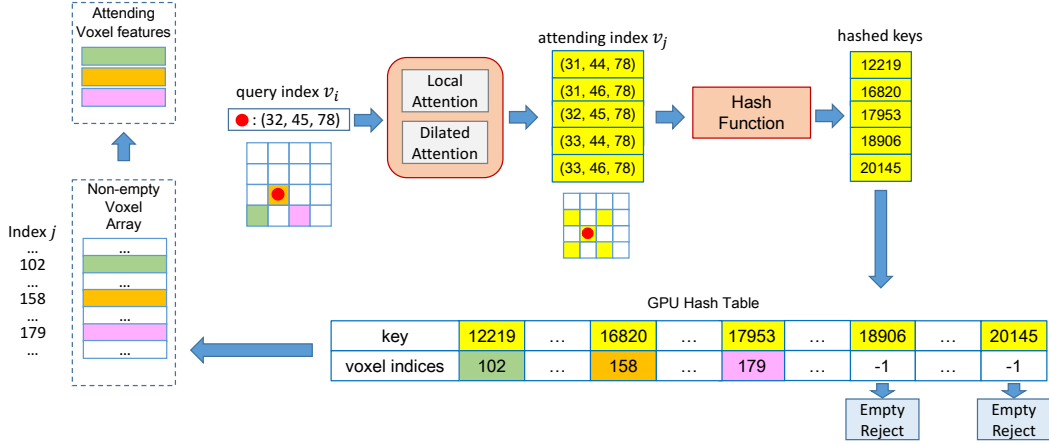 Attending
Voxel features
query index vᵢ
: (32, 45, 78)
Local
Attention
Dilated
Attention
attending index vⱼ
(31, 44, 78)
(31, 46, 78)
(32, 45, 78)
(33, 44, 78)
(33, 46, 78)
Hash
Function
hashed keys
12219
16820
17953
18906
20145
Non-empty
Voxel
Array
Index j
...
102
...
158
...
179
...
...
...
...
...
GPU Hash Table
key 12219 ... 16820 ... 17953 ... 18906 ... 20145
voxel indices 102 ... 158 ... 179 ... -1 ... -1
Empty
Reject
Empty
Reject